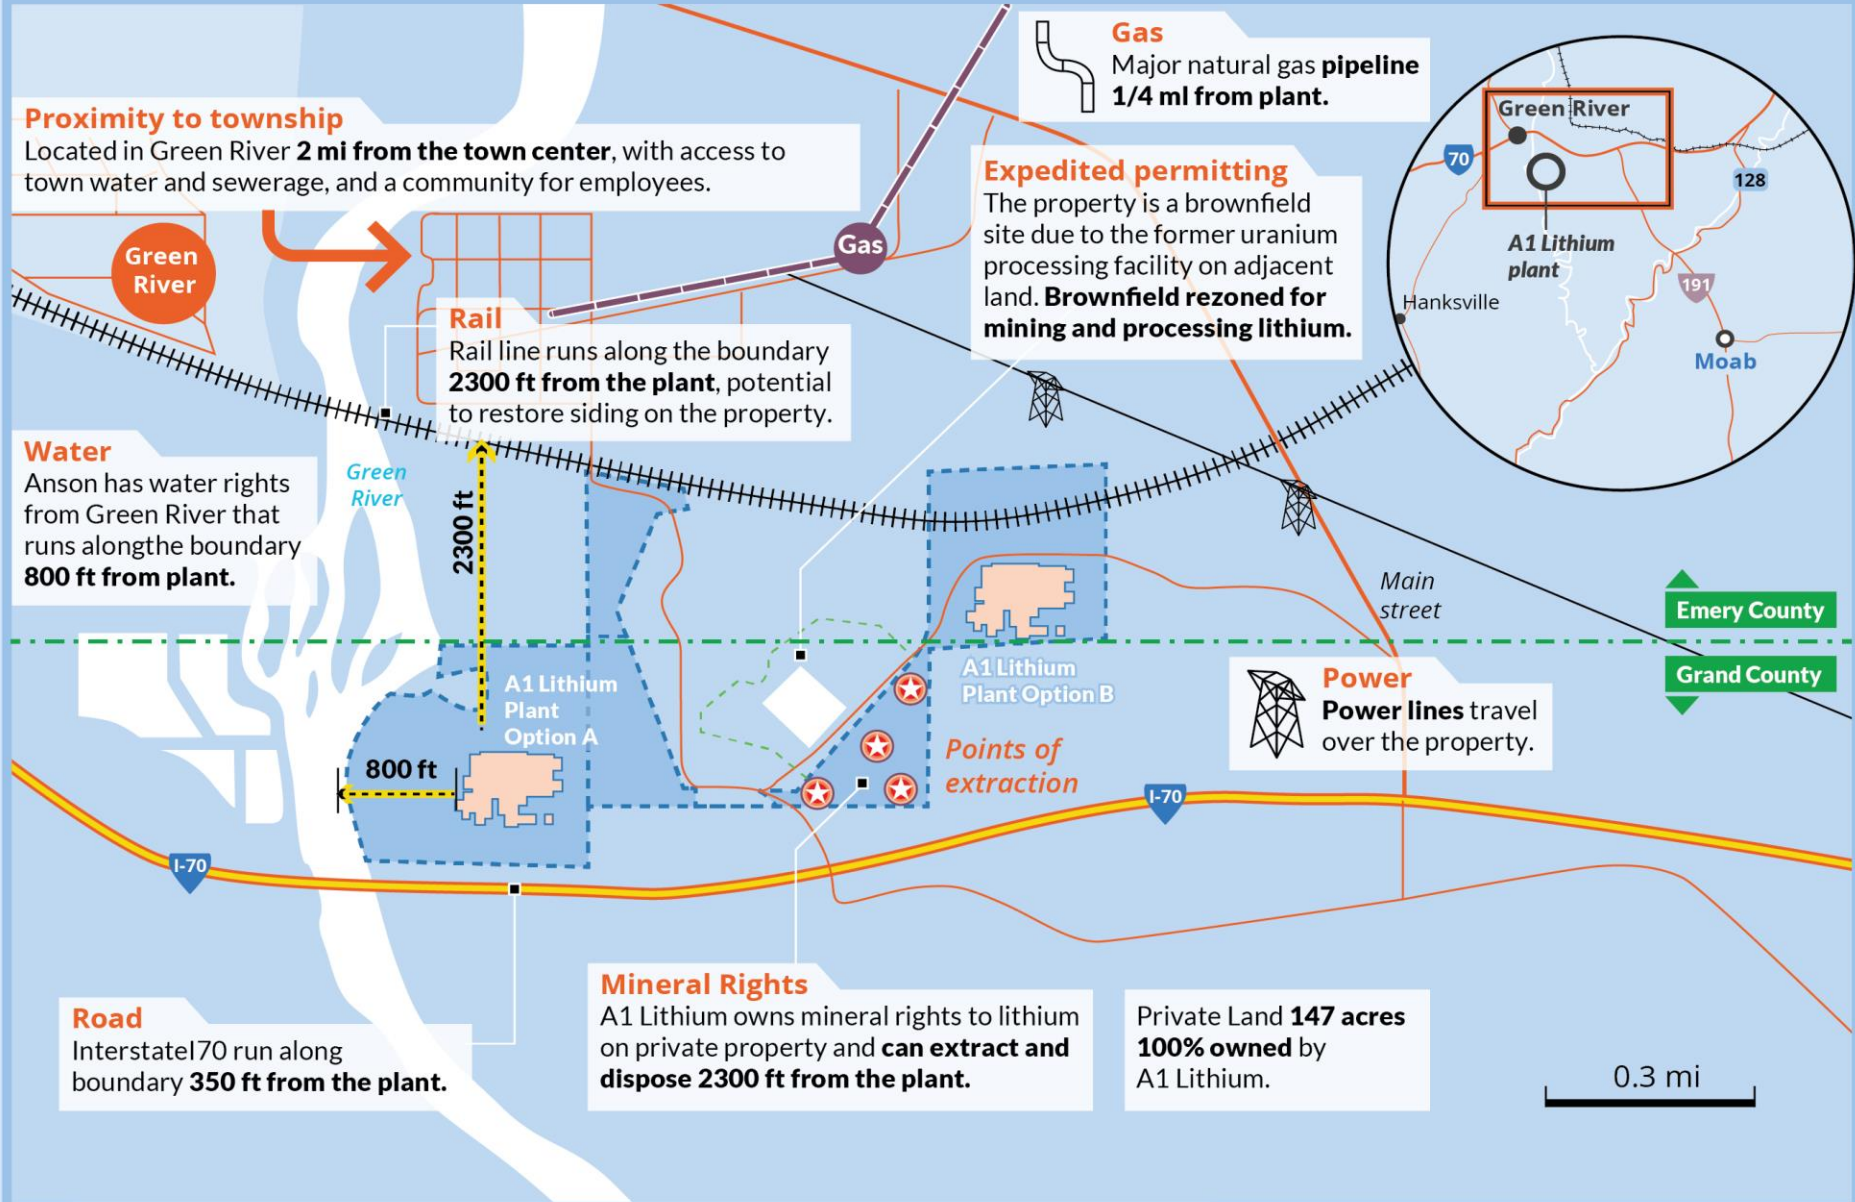 Gas
Major natural gas pipeline
1/4 ml from plant.
Proximity to township
Located in Green River 2 mi from the town center, with access to
town water and sewerage, and a community for employees.
Green River
70
128
A1 Lithium
plant
191
Hanksville
Moab
Expedited permitting
The property is a brownfield
site due to the former uranium
processing facility on adjacent
land. Brownfield rezoned for
mining and processing lithium.
Green
River
Gas
Rail
Rail line runs along the boundary
2300 ft from the plant, potential
to restore siding on the property.
Water
Anson has water rights
from Green River that
runs alongthe boundary
800 ft from plant.
Green
River
2300 ft
Main
street
Emery County
Grand County
A1 Lithium
Plant
Option A
A1 Lithium
Plant Option B
Power
Power lines travel
over the property.
800 ft
Points of
extraction
I-70
I-70
Road
InterstateI70 run along
boundary 350 ft from the plant.
Mineral Rights
A1 Lithium owns mineral rights to lithium
on private property and can extract and
dispose 2300 ft from the plant.
Private Land 147 acres
100% owned by
A1 Lithium.
0.3 mi